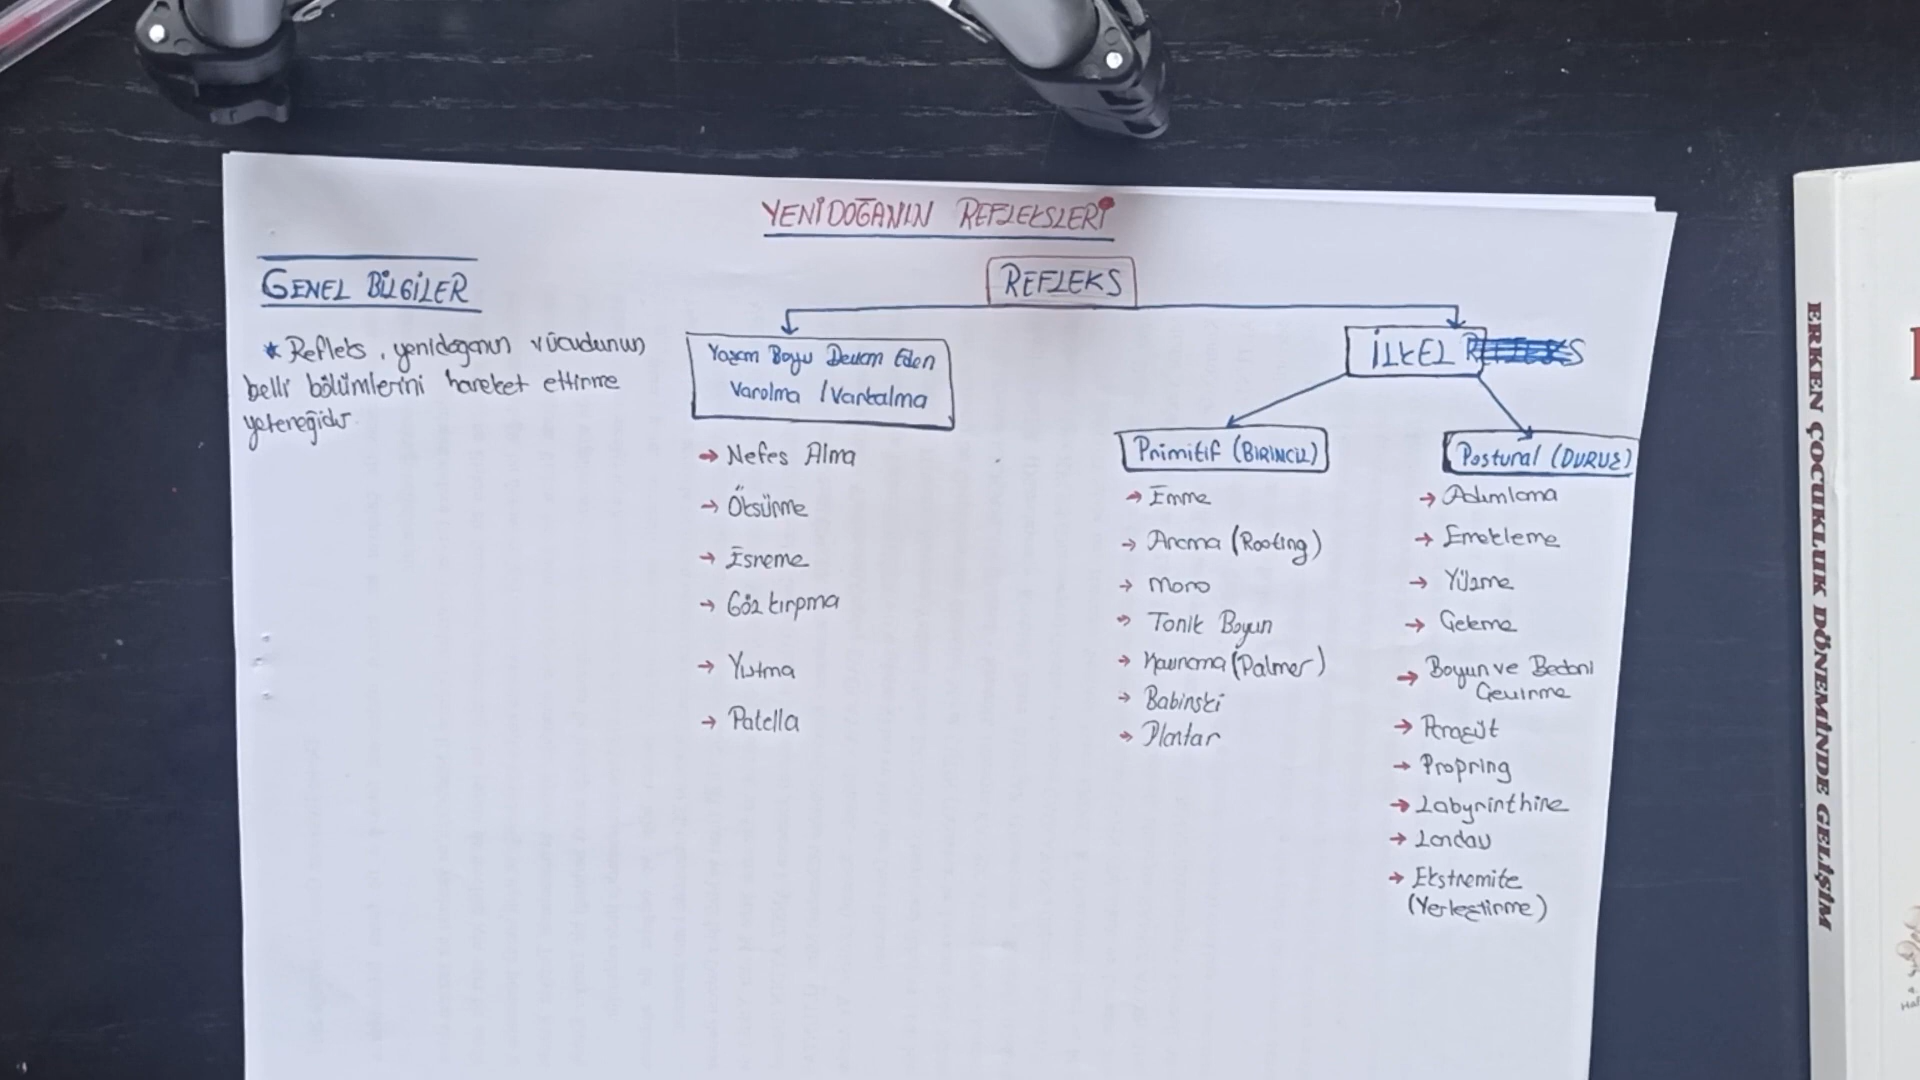 YENİDOĞANIN REFLEKSLERİ
GENEL BİLGİLER
* Refleks, yenidoganın vücudunun
belli bölümlerini hareket ettirme
yeteneğidir.
REFLEKS
Yaşam Boyu Devam Eden
Varolma / Varkalma
→ Nefes Alma
→ Öksürme
→ Esneme
→ Göz kırpma
→ Yutma
→ Patella
İLKEL
Primitif (BİRİNCİL)
→ Emme
→ Arama (Rooting)
→ Moro
→ Tonik Boyun
→ Kavrama (Palmer)
→ Babinski
→ Plantar
Postural (DURUŞ)
→ Adımlama
→ Emekleme
→ Yüzme
→ Çekme
→ Boyun ve Bedeni
Çevirme
→ Paraşüt
→ Propring
→ Labyrinthine
→ Landau
→ Ekstremite
(Yerleştirme)
ERKEN ÇOCUKLUK DÖNEMİNDE GELİŞİM